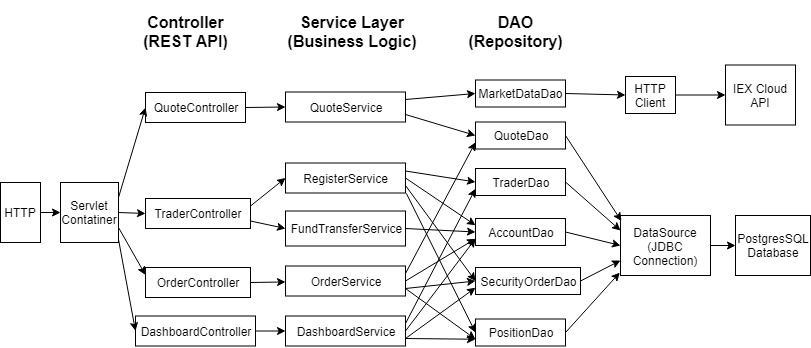 Controller
(REST API)
Service Layer
(Business Logic)
DAO
(Repository)
QuoteController
QuoteService
MarketDataDao
HTTP
Client
IEX Cloud
API
QuoteDao
RegisterService
TraderDao
HTTP
Servlet
Contatiner
TraderController
FundTransferService
AccountDao
DataSource
(JDBC
Connection)
PostgresSQL
Database
OrderController
OrderService
SecurityOrderDao
DashboardController
DashboardService
PositionDao